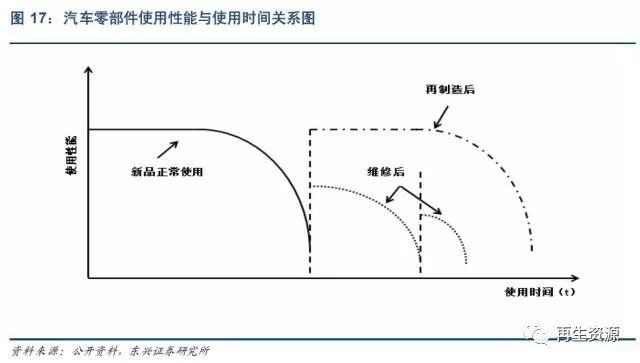 图 17：汽车零部件使用性能与使用时间关系图
再制造后
使用性能
新品正常使用
维修后
使用时间（t）
资料来源：公开资料，东兴证券研究所
再生资源